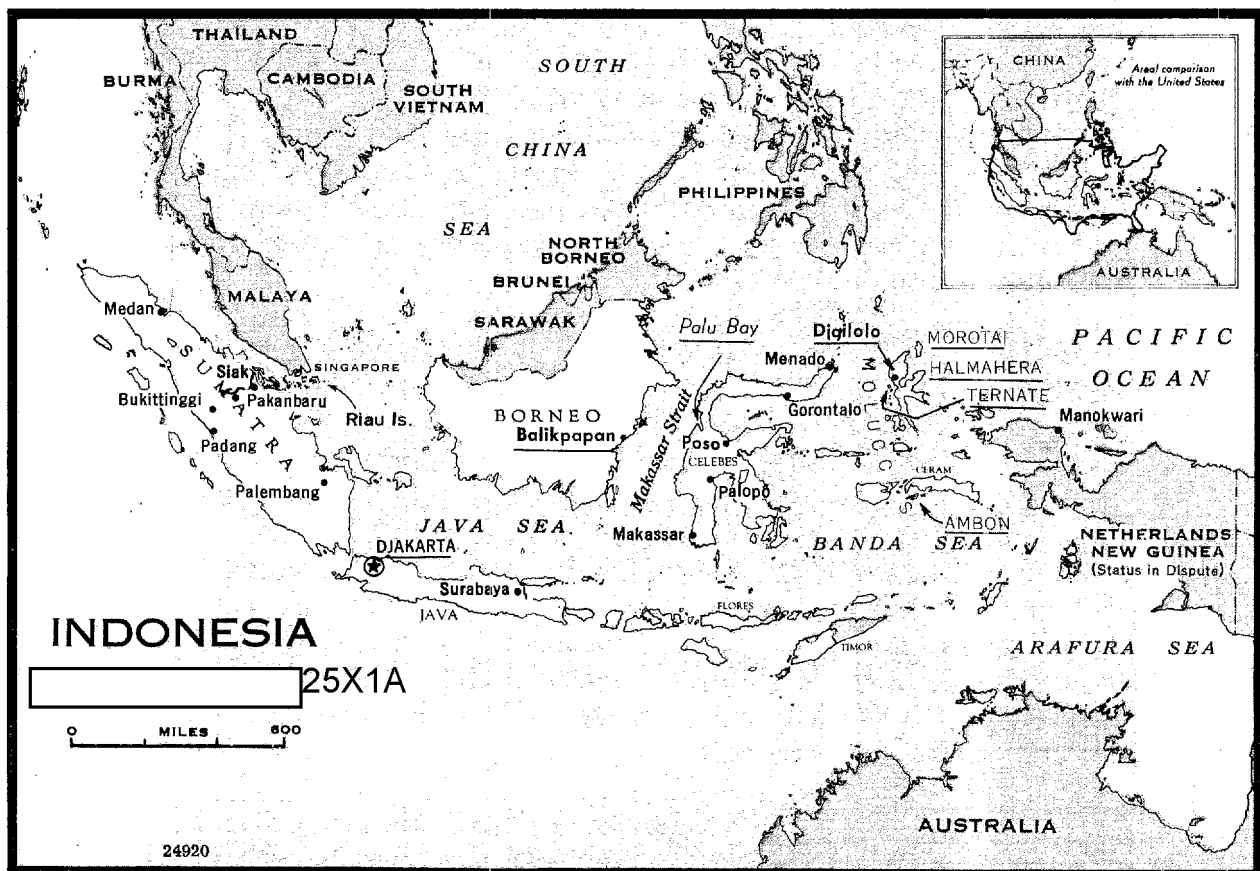 THAILAND
BURMA
CAMBODIA
SOUTH
VIETNAM
SOUTH
CHINA
SEA
PHILIPPINES
CHINA
Areal comparison
with the United States
AUSTRALIA
NORTH
BORNEO
BRUNEI
SARAWAK
MALAYA
Medan
SUMATRA
Siak
SINGAPORE
Bukittinggi
Pakanbaru
Riau Is.
Padang
Palembang
BORNEO
Balikpapan
Makassar Strait
Palu Bay
Menado
Djailolo
MOLUCCAS
MOROTAI
HALMAHERA
TERNATE
PACIFIC
OCEAN
Gorontalo
Manokwari
Poso
CELEBES
Palopo
CERAM
AMBON
Makassar
JAVA SEA
BANDA SEA
NETHERLANDS
NEW GUINEA
(Status in Dispute)
DJAKARTA
Surabaya
JAVA
FLORES
TIMOR
ARAFURA SEA
INDONESIA
25X1A
0 MILES 600
AUSTRALIA
24920